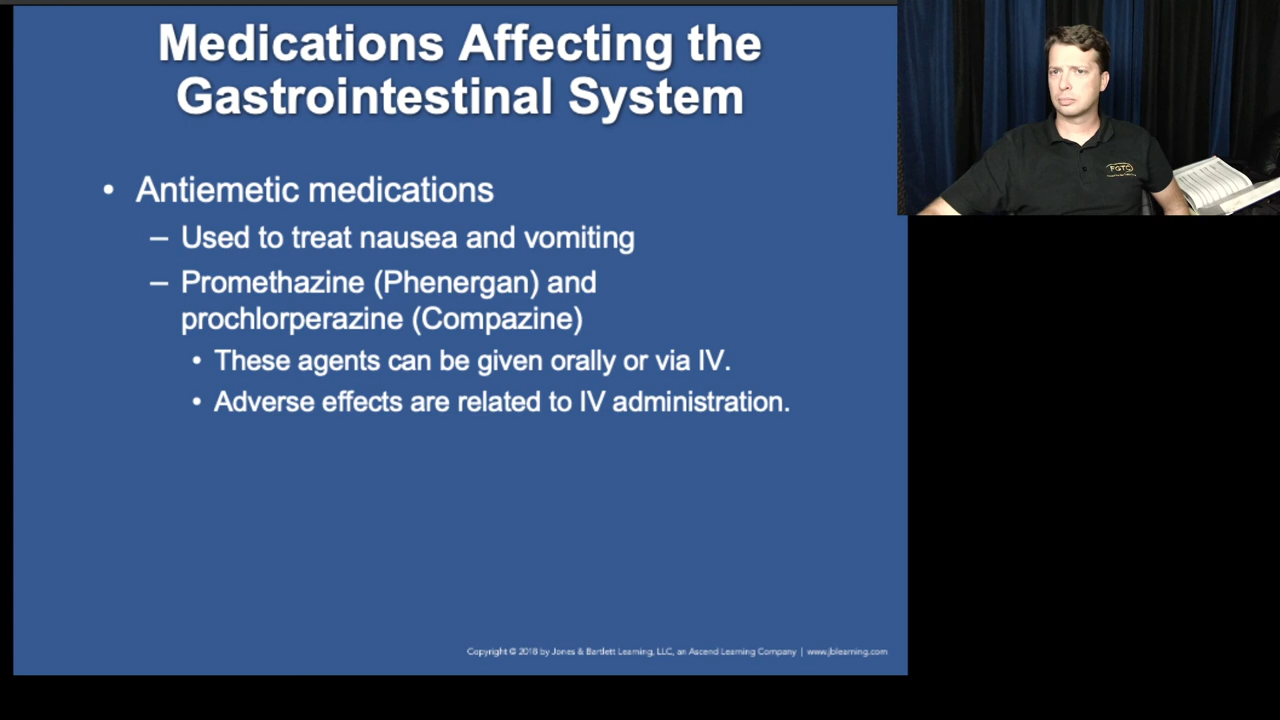 Medications Affecting the
Gastrointestinal System
• Antiemetic medications
– Used to treat nausea and vomiting
– Promethazine (Phenergan) and
prochlorperazine (Compazine)
• These agents can be given orally or via IV.
• Adverse effects are related to IV administration.
Copyright © 2018 by Jones & Bartlett Learning, LLC, an Ascend Learning Company | www.jblearning.com
FGTC